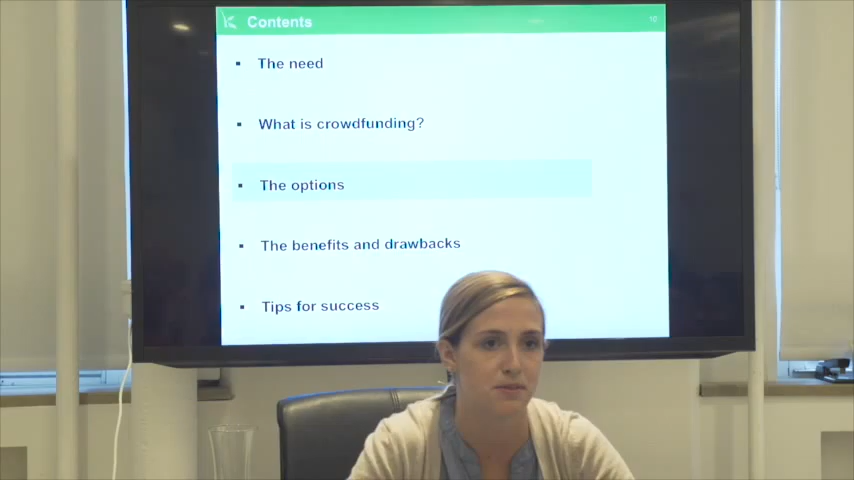 Contents
10
The need
What is crowdfunding?
The options
The benefits and drawbacks
Tips for success